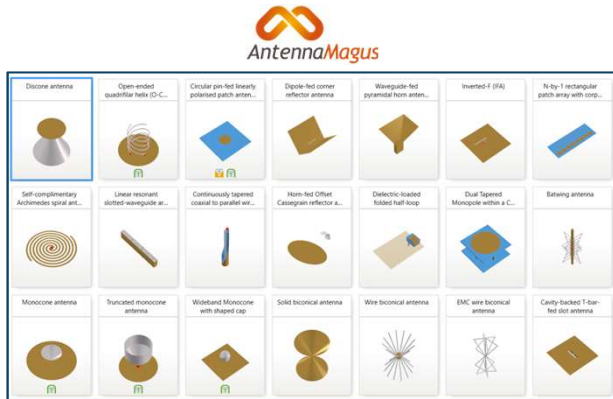 AntennaMagus
Discone antenna
Open-ended
quadrifilar helix (O-C...
Circular pin-fed linearly
polarised patch anten...
Dipole-fed corner
reflector antenna
Waveguide-fed
pyramidal horn anten...
Inverted-F (IFA)
N-by-1 rectangular
patch array with corp...
Self-complimentary
Archimedes spiral ant...
Linear resonant
slotted-waveguide ar...
Continuously tapered
coaxial to parallel wir...
Horn-fed Offset
Cassegrain reflector a...
Dielectric-loaded
folded half-loop
Dual Tapered
Monopole within a C...
Batwing antenna
Monocone antenna
Truncated monocone
antenna
Wideband Monocone
with shaped cap
Solid biconical antenna
Wire biconical antenna
EMC wire biconical
antenna
Cavity-backed T-bar-
fed slot antenna